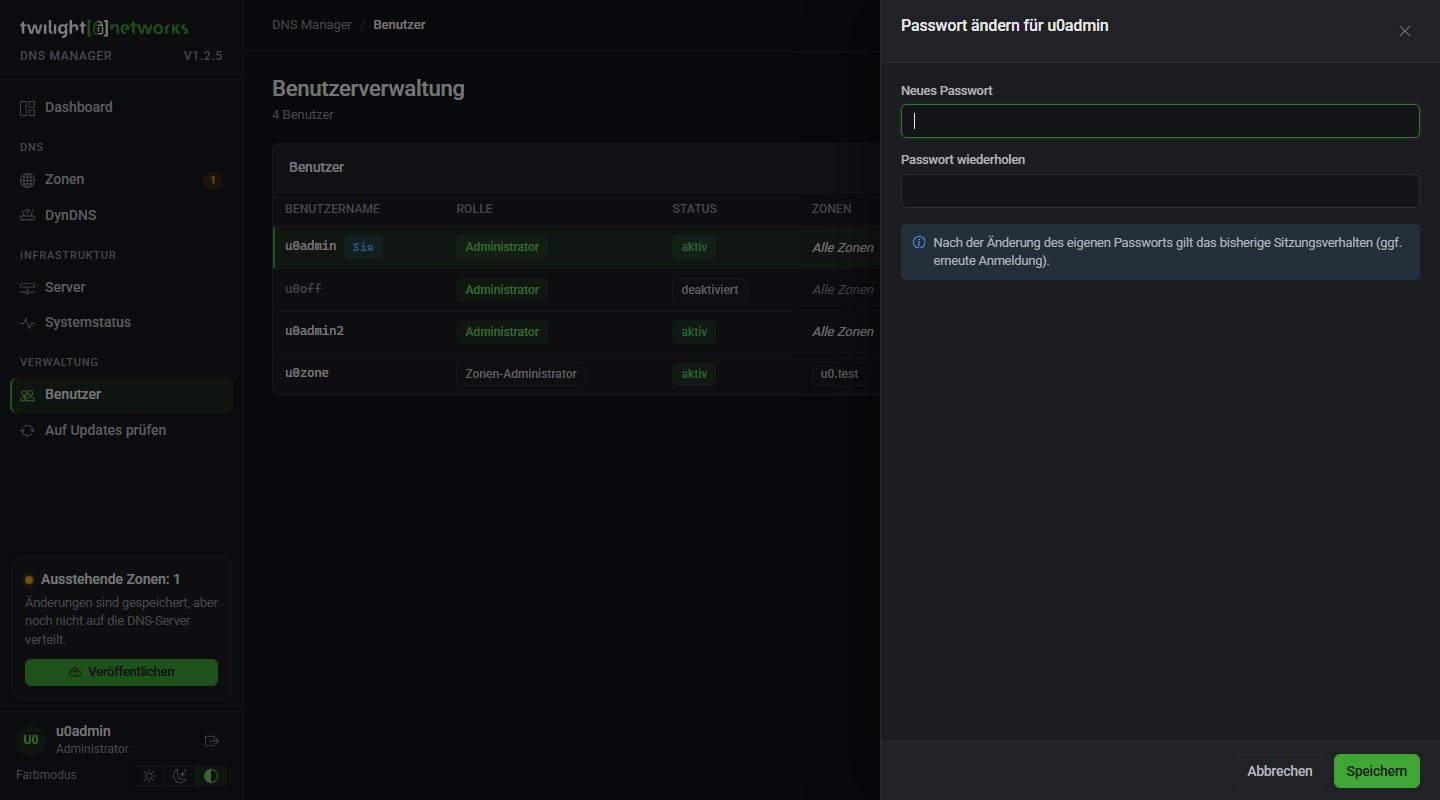 twilight[]networks
DNS MANAGER V1.2.5
Dashboard
DNS
Zonen 1
DynDNS
INFRASTRUKTUR
Server
Systemstatus
VERWALTUNG
Benutzer
Auf Updates prüfen
Ausstehende Zonen: 1
Änderungen sind gespeichert, aber
noch nicht auf die DNS-Server
verteilt.
Veröffentlichen
U0 u0admin
Administrator
Farbmodus
DNS Manager / Benutzer
Benutzerverwaltung
4 Benutzer
Benutzer
BENUTZERNAME ROLLE STATUS ZONEN
u0admin Sie Administrator aktiv Alle Zonen
u0off Administrator deaktiviert Alle Zonen
u0admin2 Administrator aktiv Alle Zonen
u0zone Zonen-Administrator aktiv u0.test
Passwort ändern für u0admin
Neues Passwort
Passwort wiederholen
Nach der Änderung des eigenen Passworts gilt das bisherige Sitzungsverhalten (ggf.
erneute Anmeldung).
Abbrechen Speichern